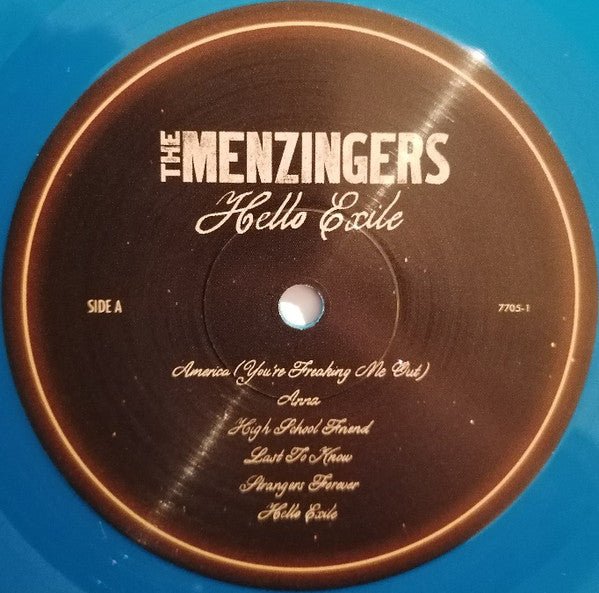 THE MENZINGERS
Hello Exile
SIDE A
7705-1
America (You're Freaking Me Out)
Anna
High School Friend
Last To Know
Strangers Forever
Hello Exile